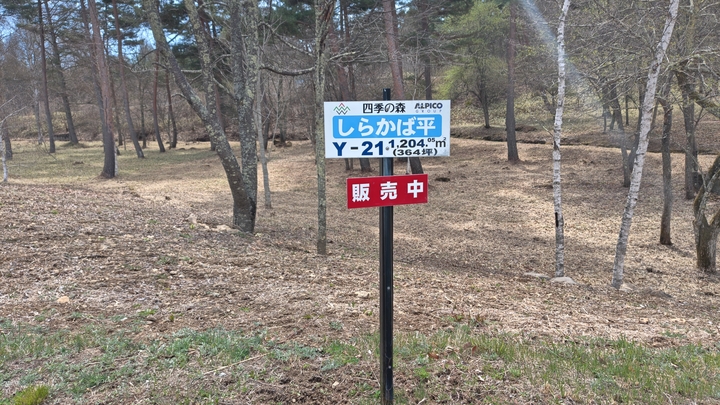 四季の森 ALPICO GROUP
しらかば平
Y-21 1,204.05㎡
(364坪)
販売中